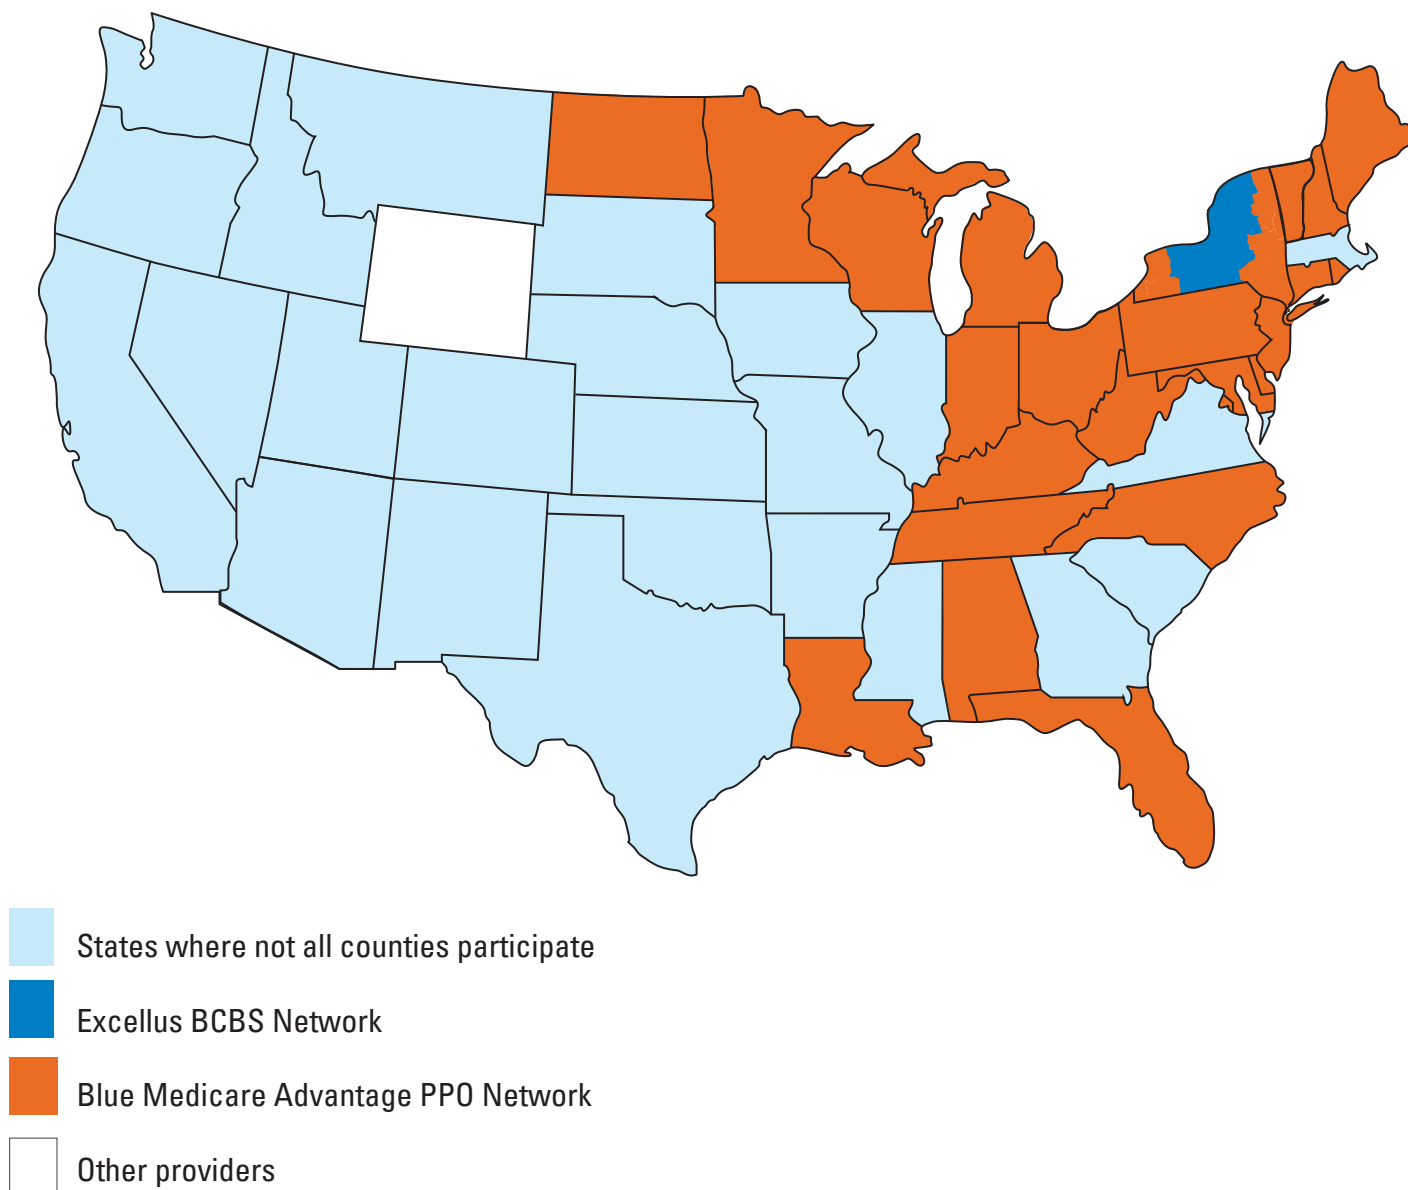 States where not all counties participate
Excellus BCBS Network
Blue Medicare Advantage PPO Network
Other providers